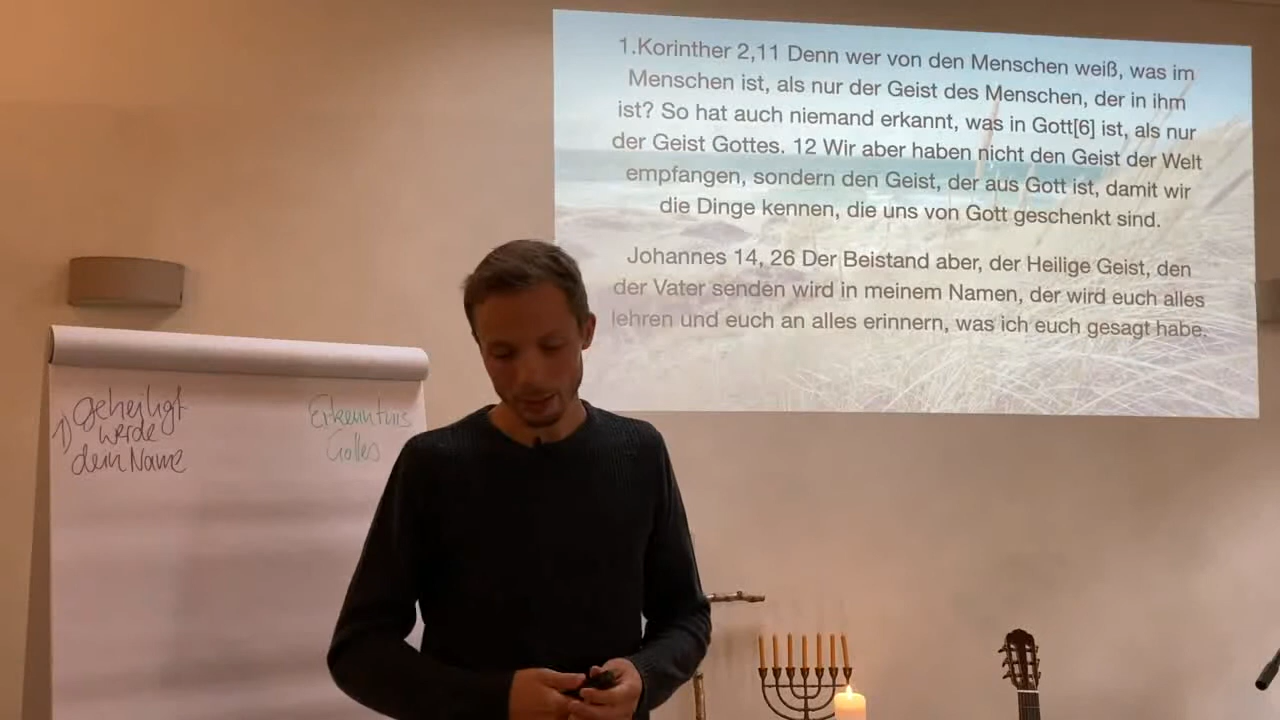 1.Korinther 2,11 Denn wer von den Menschen weiß, was im
Menschen ist, als nur der Geist des Menschen, der in ihm
ist? So hat auch niemand erkannt, was in Gott[6] ist, als nur
der Geist Gottes. 12 Wir aber haben nicht den Geist der Welt
empfangen, sondern den Geist, der aus Gott ist, damit wir
die Dinge kennen, die uns von Gott geschenkt sind.
Johannes 14, 26 Der Beistand aber, der Heilige Geist, den
der Vater senden wird in meinem Namen, der wird euch alles
lehren und euch an alles erinnern, was ich euch gesagt habe.
1) geheiligt
werde
dein Name
Erkenntnis
Gottes